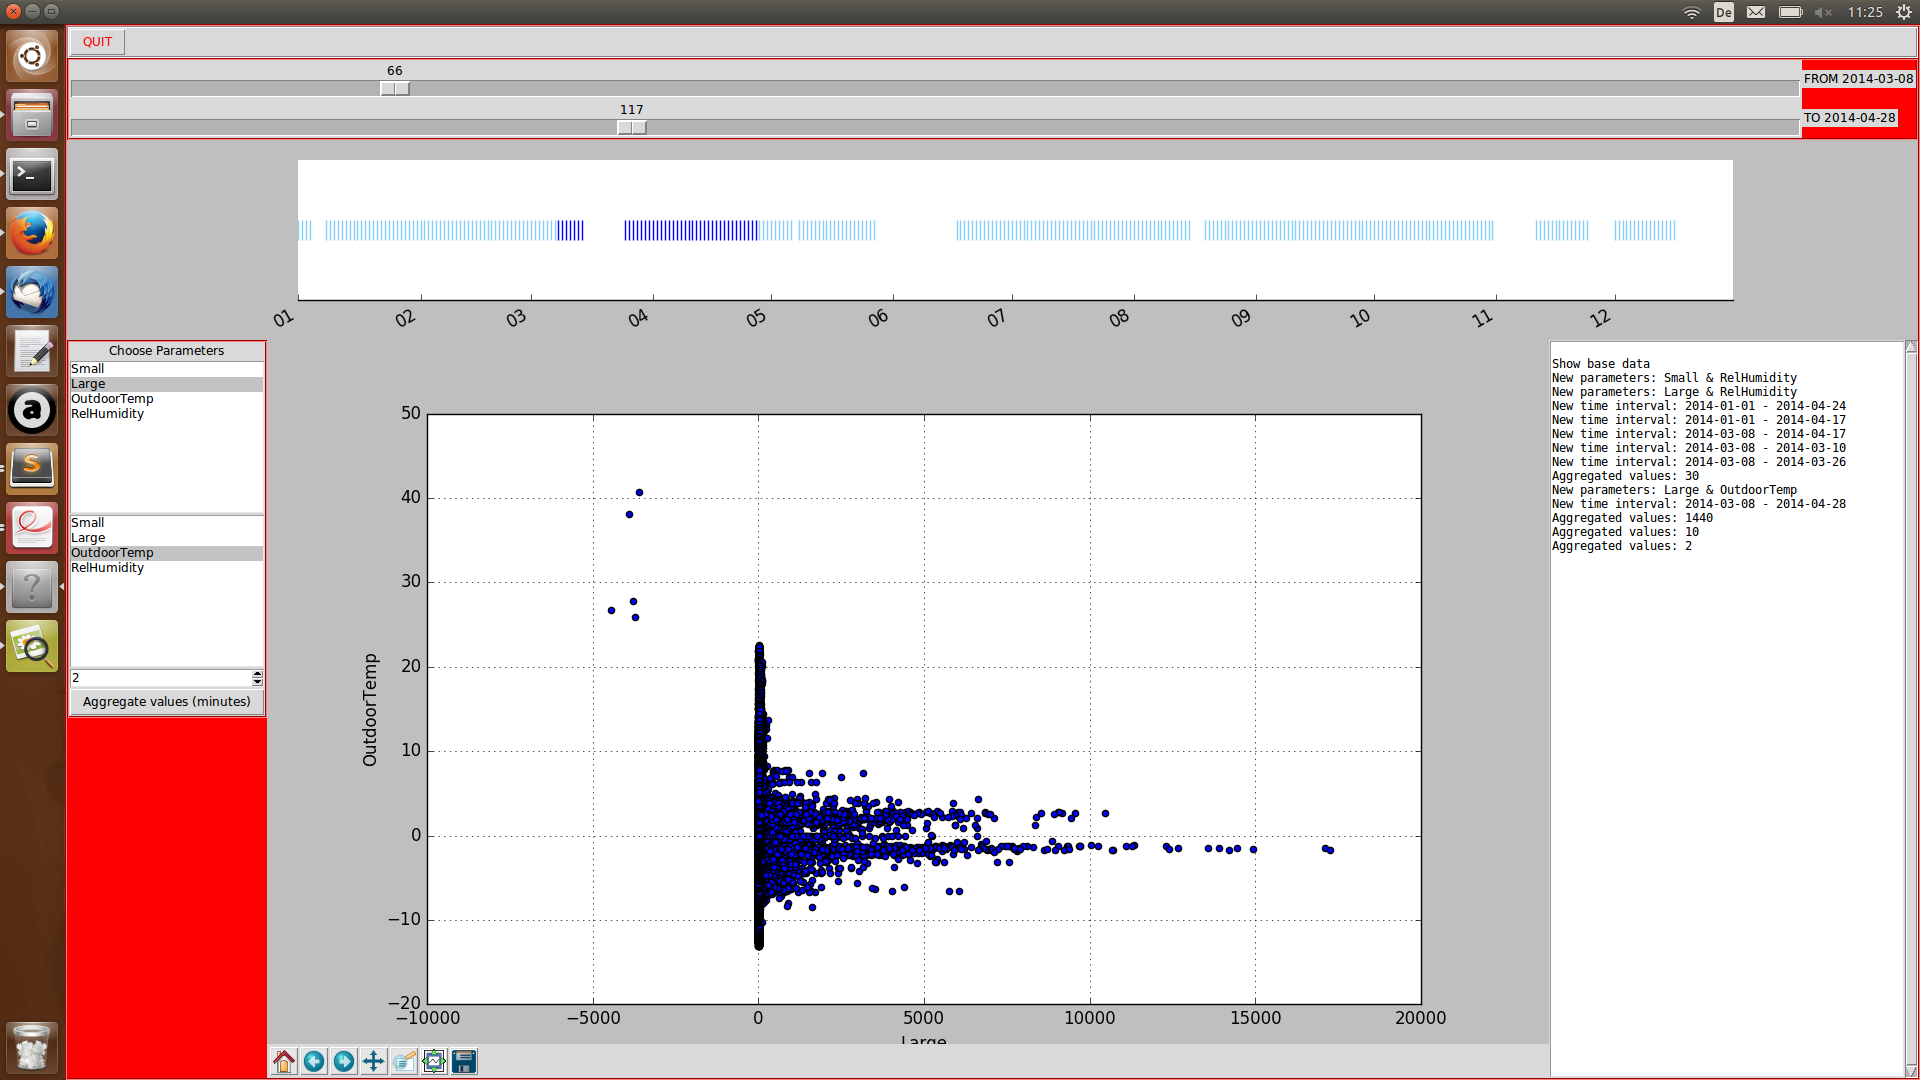 De
11:25
QUIT
66
FROM 2014-03-08
117
TO 2014-04-28
01 02 03 04 05 06 07 08 09 10 11 12
Choose Parameters
Small
Large
OutdoorTemp
RelHumidity
Small
Large
OutdoorTemp
RelHumidity
2
Aggregate values (minutes)
50
40
30
20
10
0
−10
−20
OutdoorTemp
−10000 −5000 0 5000 10000 15000 20000
Large
Show base data
New parameters: Small & RelHumidity
New parameters: Large & RelHumidity
New time interval: 2014-01-01 - 2014-04-24
New time interval: 2014-01-01 - 2014-04-17
New time interval: 2014-03-08 - 2014-04-17
New time interval: 2014-03-08 - 2014-03-10
New time interval: 2014-03-08 - 2014-03-26
Aggregated values: 30
New parameters: Large & OutdoorTemp
New time interval: 2014-03-08 - 2014-04-28
Aggregated values: 1440
Aggregated values: 10
Aggregated values: 2